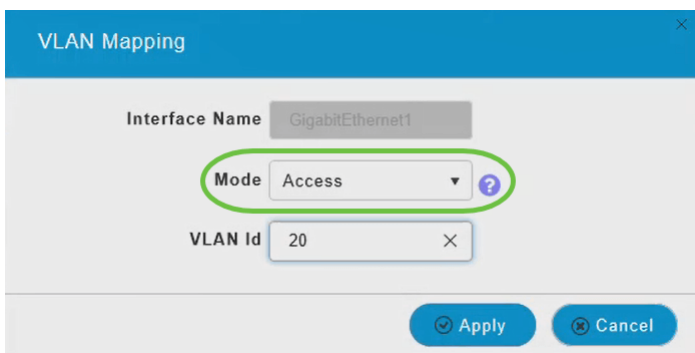 VLAN Mapping
Interface Name GigabitEthernet1
Mode Access ?
VLAN Id 20
Apply Cancel